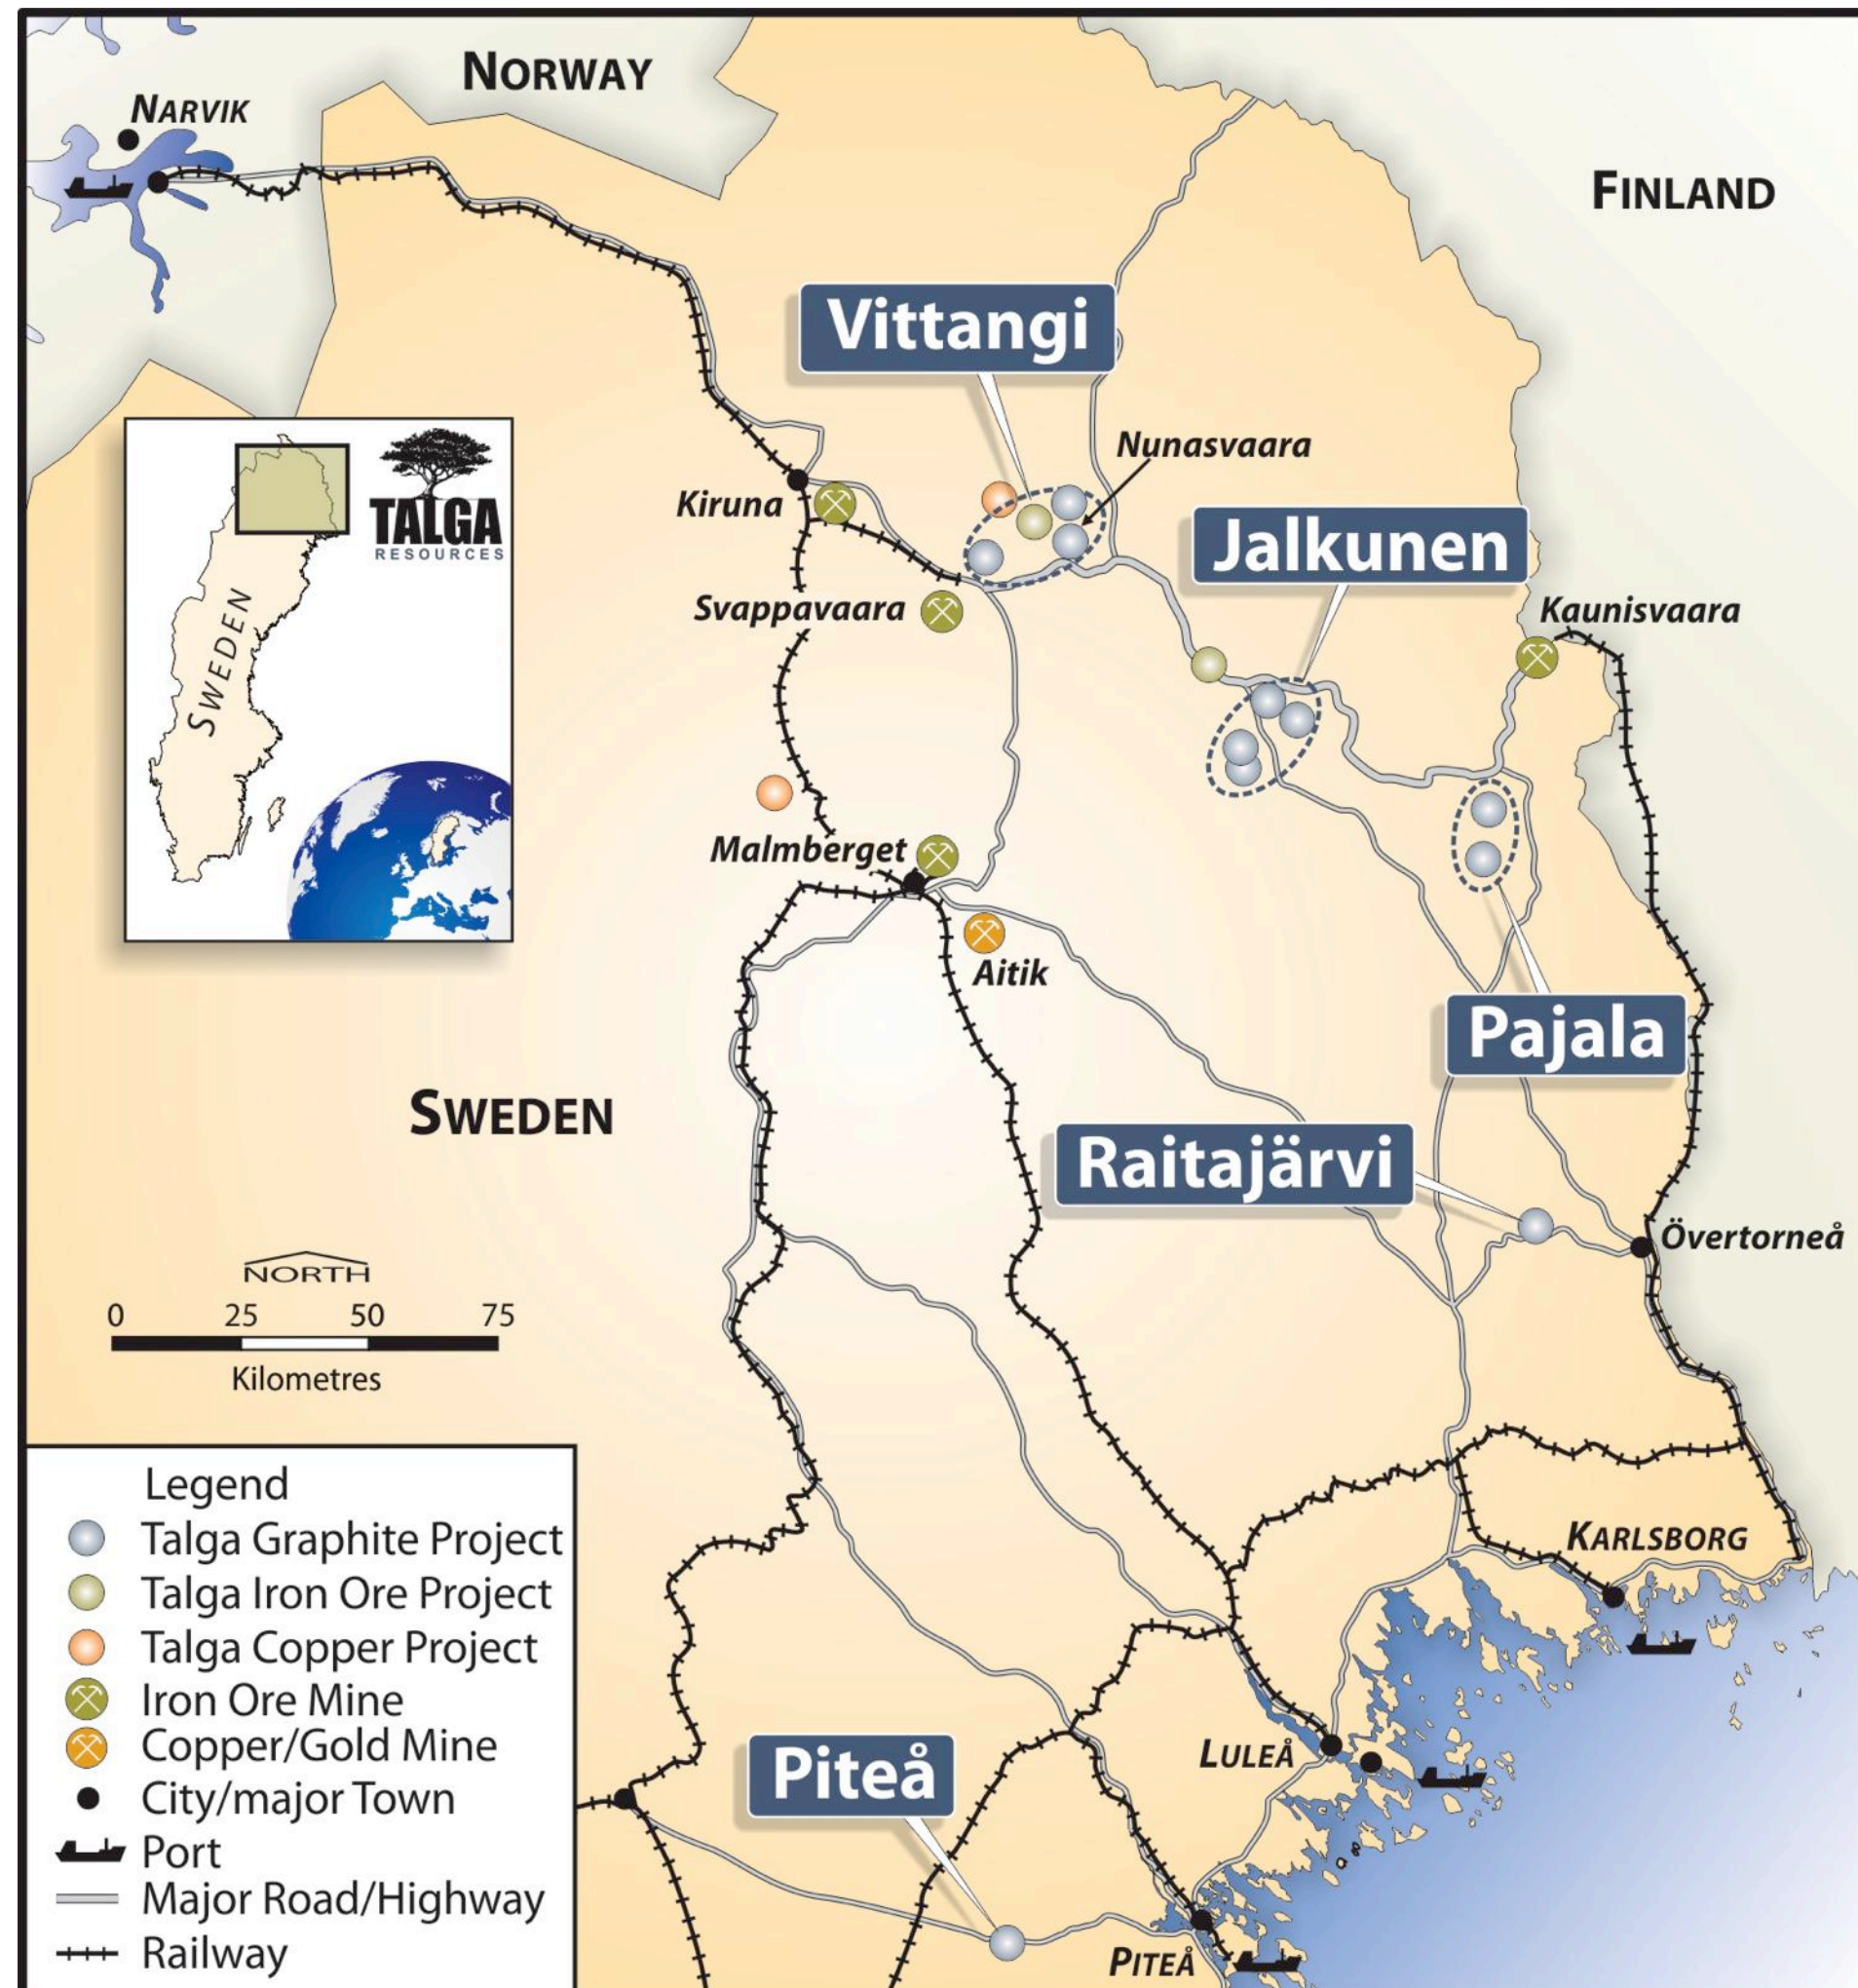 NORWAY
NARVIK
FINLAND
Vittangi
Nunasvaara
Kiruna
Jalkunen
TALGA
RESOURCES
SWEDEN
Svappavaara
Kaunisvaara
Malmberget
Aitik
Pajala
SWEDEN
Raitajärvi
Övertorneå
NORTH
0 25 50 75
Kilometres
KARLSBORG
LULEÅ
Piteå
PITEÅ
Legend
Talga Graphite Project
Talga Iron Ore Project
Talga Copper Project
Iron Ore Mine
Copper/Gold Mine
City/major Town
Port
Major Road/Highway
Railway